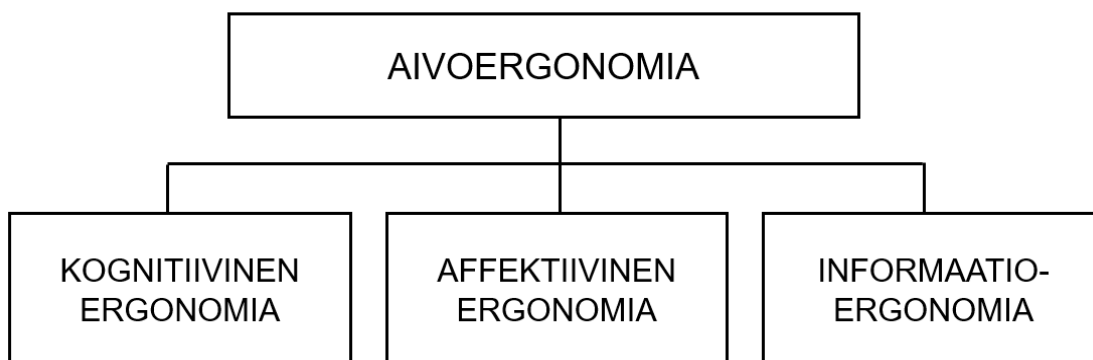 AIVOERGONOMIA
KOGNITIIVINEN
ERGONOMIA
AFFEKTIIVINEN
ERGONOMIA
INFORMAATIO-
ERGONOMIA